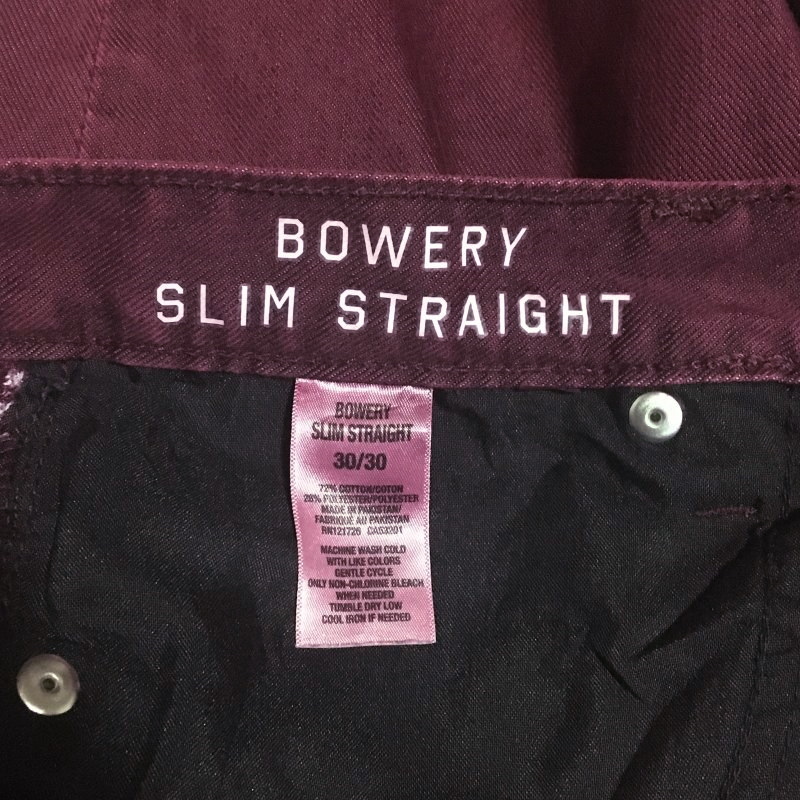 BOWERY
SLIM STRAIGHT
BOWERY
SLIM STRAIGHT
30/30
72% COTTON/COTON
28% POLYESTER/POLYESTER
MADE IN PAKISTAN/
FABRIQUÉ AU PAKISTAN
RN121726 CA53201
MACHINE WASH COLD
WITH LIKE COLORS
GENTLE CYCLE
ONLY NON-CHLORINE BLEACH
WHEN NEEDED
TUMBLE DRY LOW
COOL IRON IF NEEDED